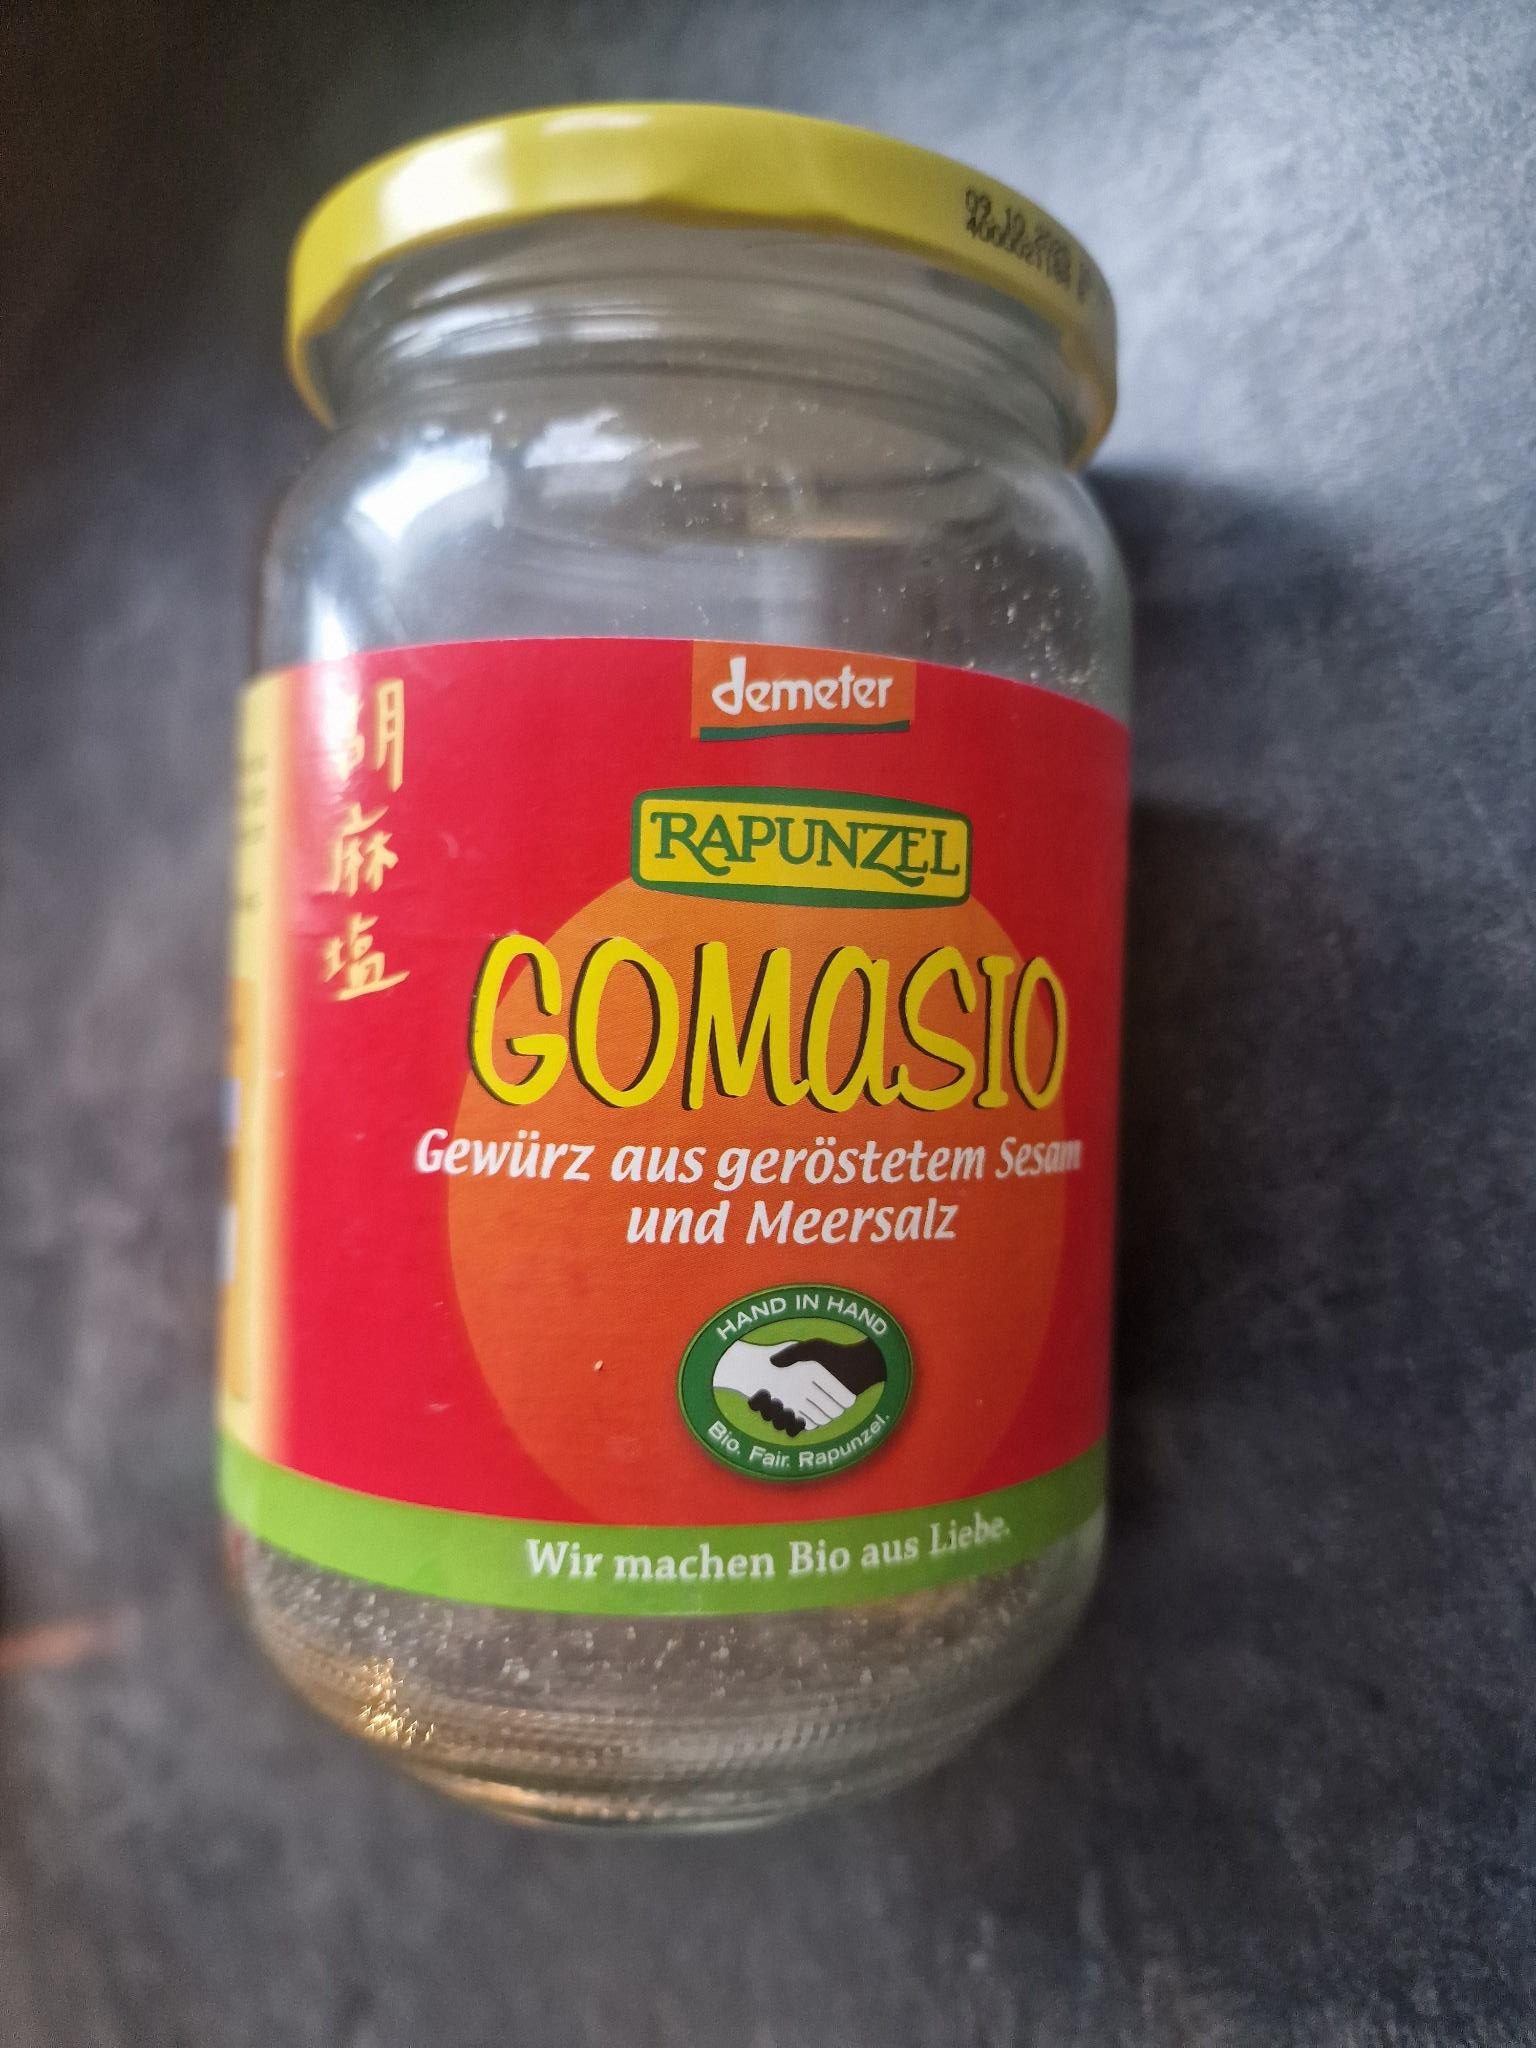 demeter
RAPUNZEL
胡
麻
塩
GOMASIO
Gewürz aus geröstetem Sesam
und Meersalz
HAND IN HAND
Bio. Fair. Rapunzel.
Wir machen Bio aus Liebe.